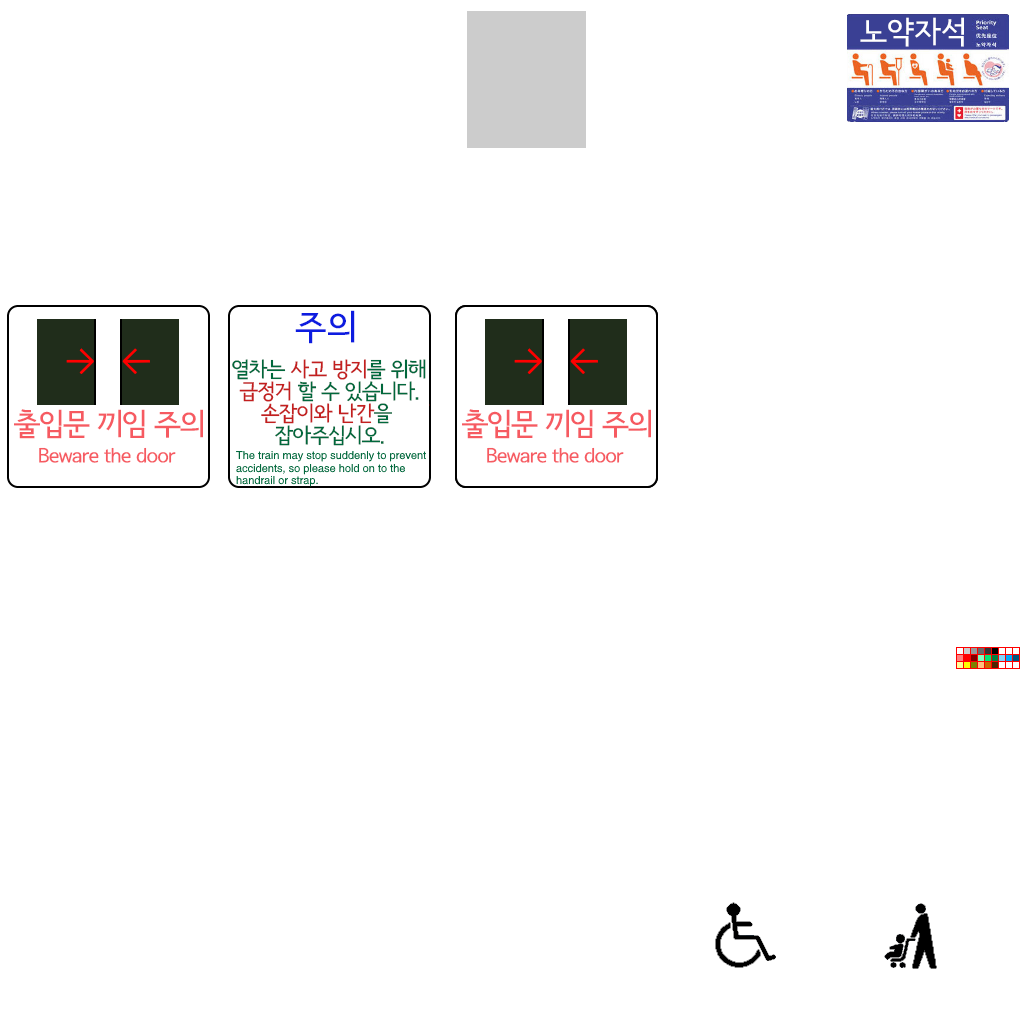 노약자석
Priority
Seat
优先座位
노약자석
출입문 끼임 주의
Beware the door
주의
열차는 사고 방지를 위해
급정거 할 수 있습니다.
손잡이와 난간을
잡아주십시오.
The train may stop suddenly to prevent
accidents, so please hold on to the
handrail or strap.
출입문 끼임 주의
Beware the door